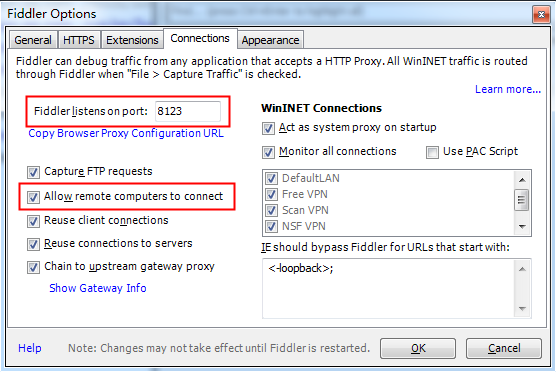 Fiddler Options
General HTTPS Extensions Connections Appearance
Fiddler can debug traffic from any application that accepts a HTTP Proxy. All WinINET traffic is routed
through Fiddler when "File > Capture Traffic" is checked.
Learn more...
Fiddler listens on port: 8123
Copy Browser Proxy Configuration URL
Capture FTP requests
Allow remote computers to connect
Reuse client connections
Reuse connections to servers
Chain to upstream gateway proxy
Show Gateway Info
WinINET Connections
Act as system proxy on startup
Monitor all connections Use PAC Script
DefaultLAN
Free VPN
Scan VPN
NSF VPN
IE should bypass Fiddler for URLs that start with:
<-loopback>;
Help Note: Changes may not take effect until Fiddler is restarted. OK Cancel